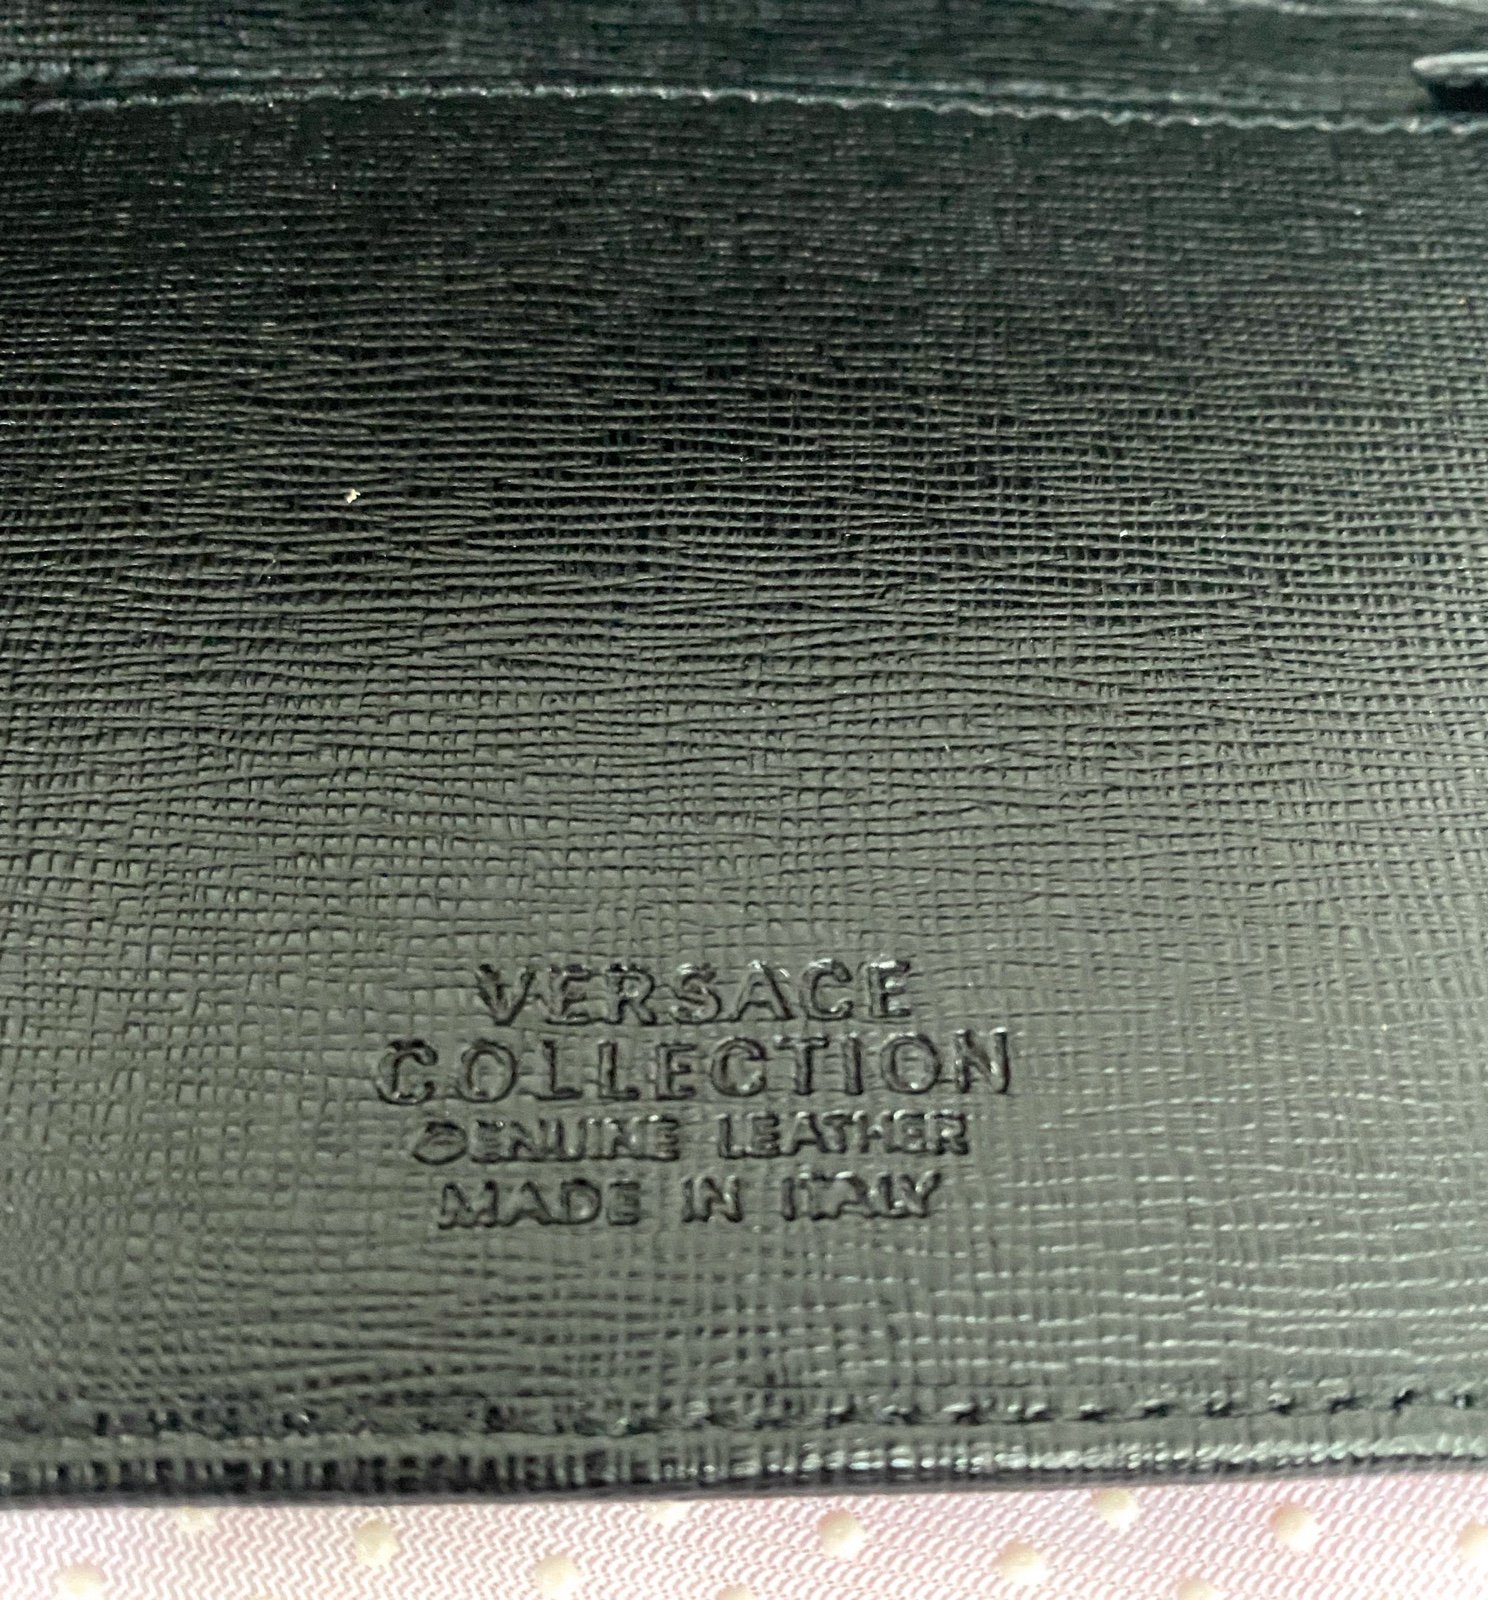 VERSACE
COLLECTION
GENUINE LEATHER
MADE IN ITALY